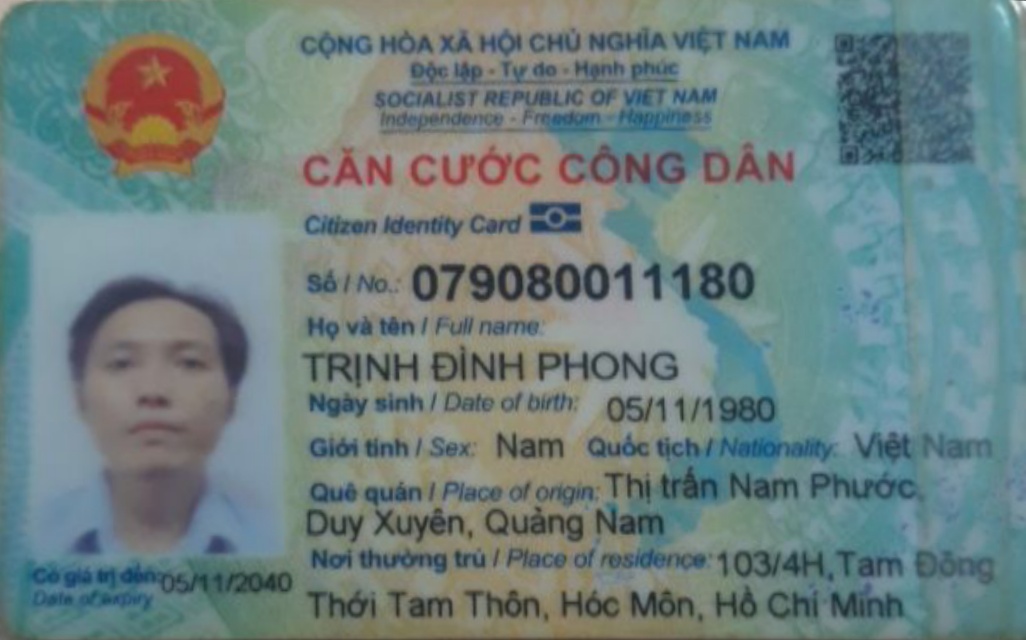 CỘNG HÒA XÃ HỘI CHỦ NGHĨA VIỆT NAM
Độc lập - Tự do - Hạnh phúc
SOCIALIST REPUBLIC OF VIET NAM
Independence - Freedom - Happiness
CĂN CƯỚC CÔNG DÂN
Citizen Identity Card
Số / No.: 079080011180
Họ và tên / Full name:
TRỊNH ĐÌNH PHONG
Ngày sinh / Date of birth: 05/11/1980
Giới tính / Sex: Nam Quốc tịch / Nationality: Việt Nam
Quê quán / Place of origin: Thị trấn Nam Phước,
Duy Xuyên, Quảng Nam
Nơi thường trú / Place of residence: 103/4H, Tam Đông
Thới Tam Thôn, Hóc Môn, Hồ Chí Minh
Có giá trị đến: 05/11/2040
Date of expiry